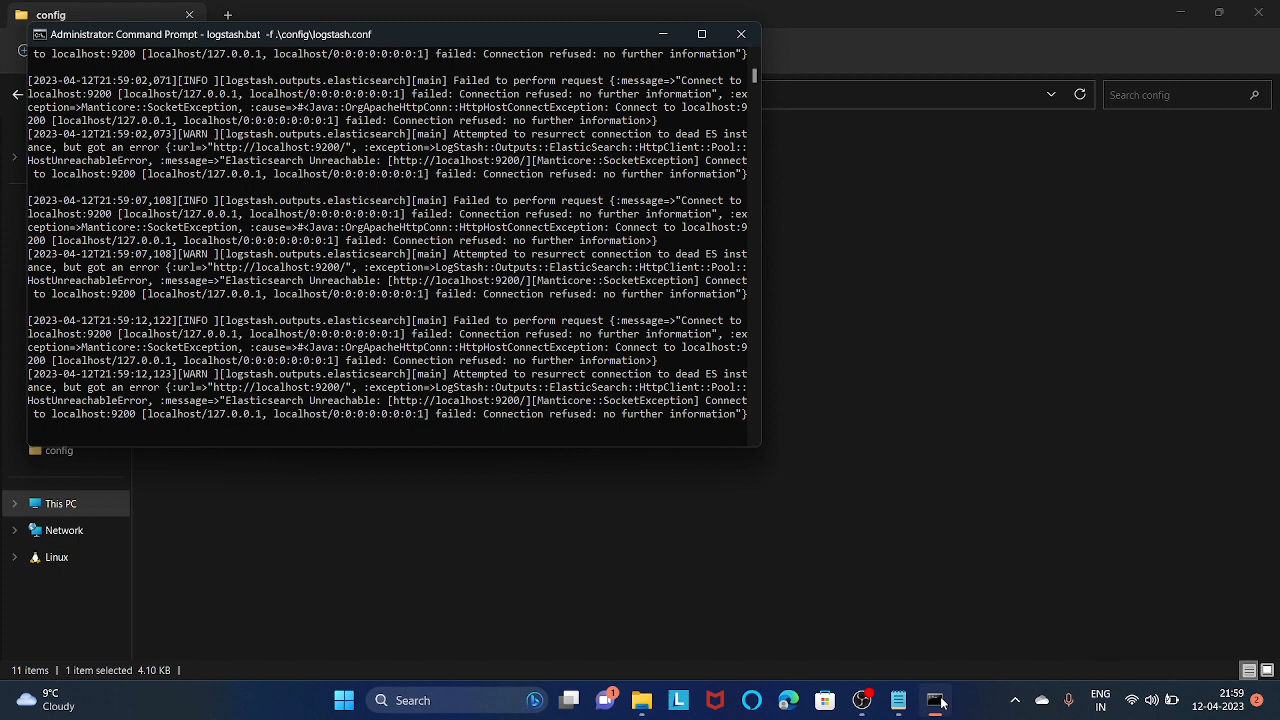 config
Administrator: Command Prompt - logstash.bat -f .\config\logstash.conf
to localhost:9200 [localhost/127.0.0.1, localhost/0:0:0:0:0:0:0:1] failed: Connection refused: no further information"}
[2023-04-12T21:59:02,071][INFO ][logstash.outputs.elasticsearch][main] Failed to perform request {:message=>"Connect to
localhost:9200 [localhost/127.0.0.1, localhost/0:0:0:0:0:0:0:1] failed: Connection refused: no further information", :ex
ception=>Manticore::SocketException, :cause=>#<Java::OrgApacheHttpConn::HttpHostConnectException: Connect to localhost:9
200 [localhost/127.0.0.1, localhost/0:0:0:0:0:0:0:1] failed: Connection refused: no further information>}
[2023-04-12T21:59:02,073][WARN ][logstash.outputs.elasticsearch][main] Attempted to resurrect connection to dead ES inst
ance, but got an error {:url=>"http://localhost:9200/", :exception=>LogStash::Outputs::ElasticSearch::HttpClient::Pool::
HostUnreachableError, :message=>"Elasticsearch Unreachable: [http://localhost:9200/][Manticore::SocketException] Connect
to localhost:9200 [localhost/127.0.0.1, localhost/0:0:0:0:0:0:0:1] failed: Connection refused: no further information"}
[2023-04-12T21:59:07,108][INFO ][logstash.outputs.elasticsearch][main] Failed to perform request {:message=>"Connect to
localhost:9200 [localhost/127.0.0.1, localhost/0:0:0:0:0:0:0:1] failed: Connection refused: no further information", :ex
ception=>Manticore::SocketException, :cause=>#<Java::OrgApacheHttpConn::HttpHostConnectException: Connect to localhost:9
200 [localhost/127.0.0.1, localhost/0:0:0:0:0:0:0:1] failed: Connection refused: no further information>}
[2023-04-12T21:59:07,108][WARN ][logstash.outputs.elasticsearch][main] Attempted to resurrect connection to dead ES inst
ance, but got an error {:url=>"http://localhost:9200/", :exception=>LogStash::Outputs::ElasticSearch::HttpClient::Pool::
HostUnreachableError, :message=>"Elasticsearch Unreachable: [http://localhost:9200/][Manticore::SocketException] Connect
to localhost:9200 [localhost/127.0.0.1, localhost/0:0:0:0:0:0:0:1] failed: Connection refused: no further information"}
[2023-04-12T21:59:12,122][INFO ][logstash.outputs.elasticsearch][main] Failed to perform request {:message=>"Connect to
localhost:9200 [localhost/127.0.0.1, localhost/0:0:0:0:0:0:0:1] failed: Connection refused: no further information", :ex
ception=>Manticore::SocketException, :cause=>#<Java::OrgApacheHttpConn::HttpHostConnectException: Connect to localhost:9
200 [localhost/127.0.0.1, localhost/0:0:0:0:0:0:0:1] failed: Connection refused: no further information>}
[2023-04-12T21:59:12,123][WARN ][logstash.outputs.elasticsearch][main] Attempted to resurrect connection to dead ES inst
ance, but got an error {:url=>"http://localhost:9200/", :exception=>LogStash::Outputs::ElasticSearch::HttpClient::Pool::
HostUnreachableError, :message=>"Elasticsearch Unreachable: [http://localhost:9200/][Manticore::SocketException] Connect
to localhost:9200 [localhost/127.0.0.1, localhost/0:0:0:0:0:0:0:1] failed: Connection refused: no further information"}
Search config
config
This PC
Network
Linux
11 items
1 item selected 4.10 KB
9°C
Cloudy
Search
1
L
ENG
IN
21:59
12-04-2023
2